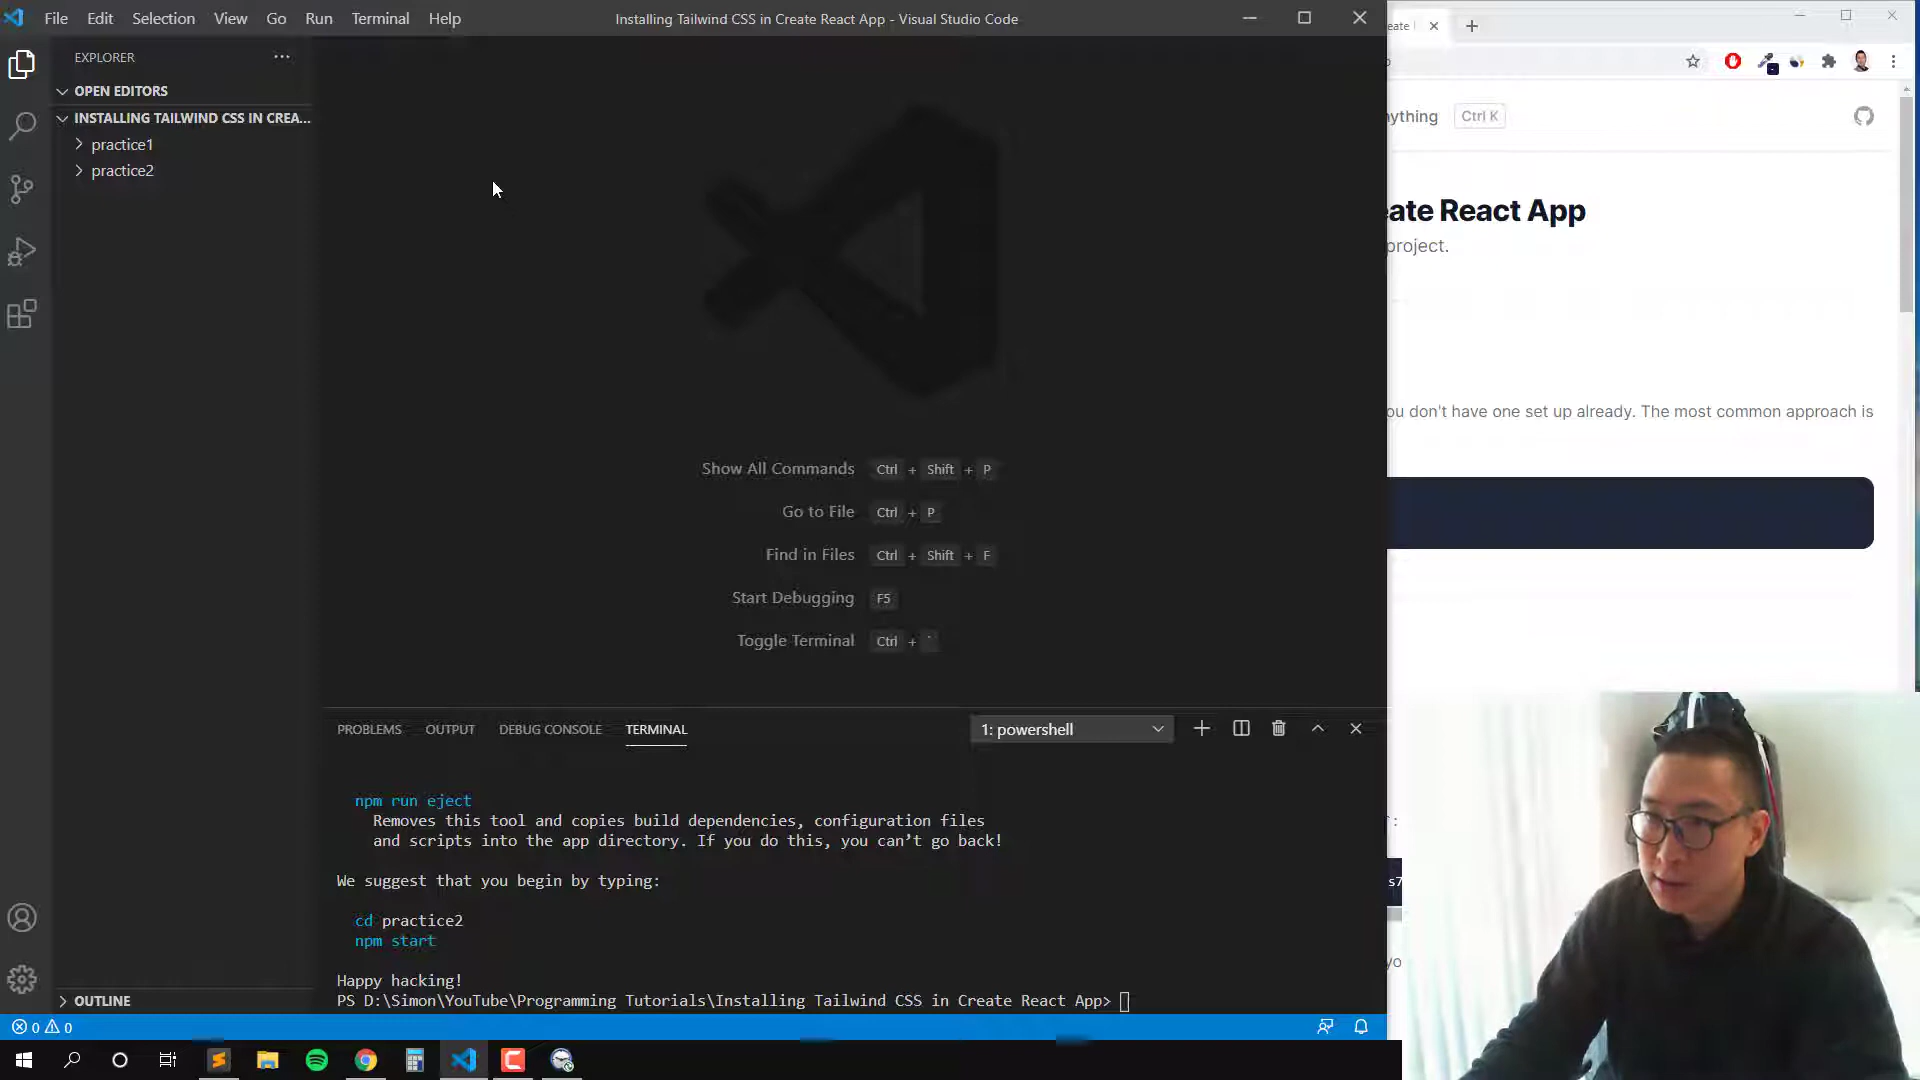 File Edit Selection View Go Run Terminal Help
Installing Tailwind CSS in Create React App - Visual Studio Code
EXPLORER
OPEN EDITORS
INSTALLING TAILWIND CSS IN CREA...
practice1
practice2
Show All Commands Ctrl + Shift + P
Go to File Ctrl + P
Find in Files Ctrl + Shift + F
Start Debugging F5
Toggle Terminal Ctrl + `
PROBLEMS OUTPUT DEBUG CONSOLE TERMINAL
1: powershell
npm run eject
Removes this tool and copies build dependencies, configuration files
and scripts into the app directory. If you do this, you can’t go back!
We suggest that you begin by typing:
cd practice2
npm start
Happy hacking!
PS D:\Simon\YouTube\Programming Tutorials\Installing Tailwind CSS in Create React App>
OUTLINE
0 0
eate
ything Ctrl K
eate React App
project.
ou don't have one set up already. The most common approach is
r:
s7
yo